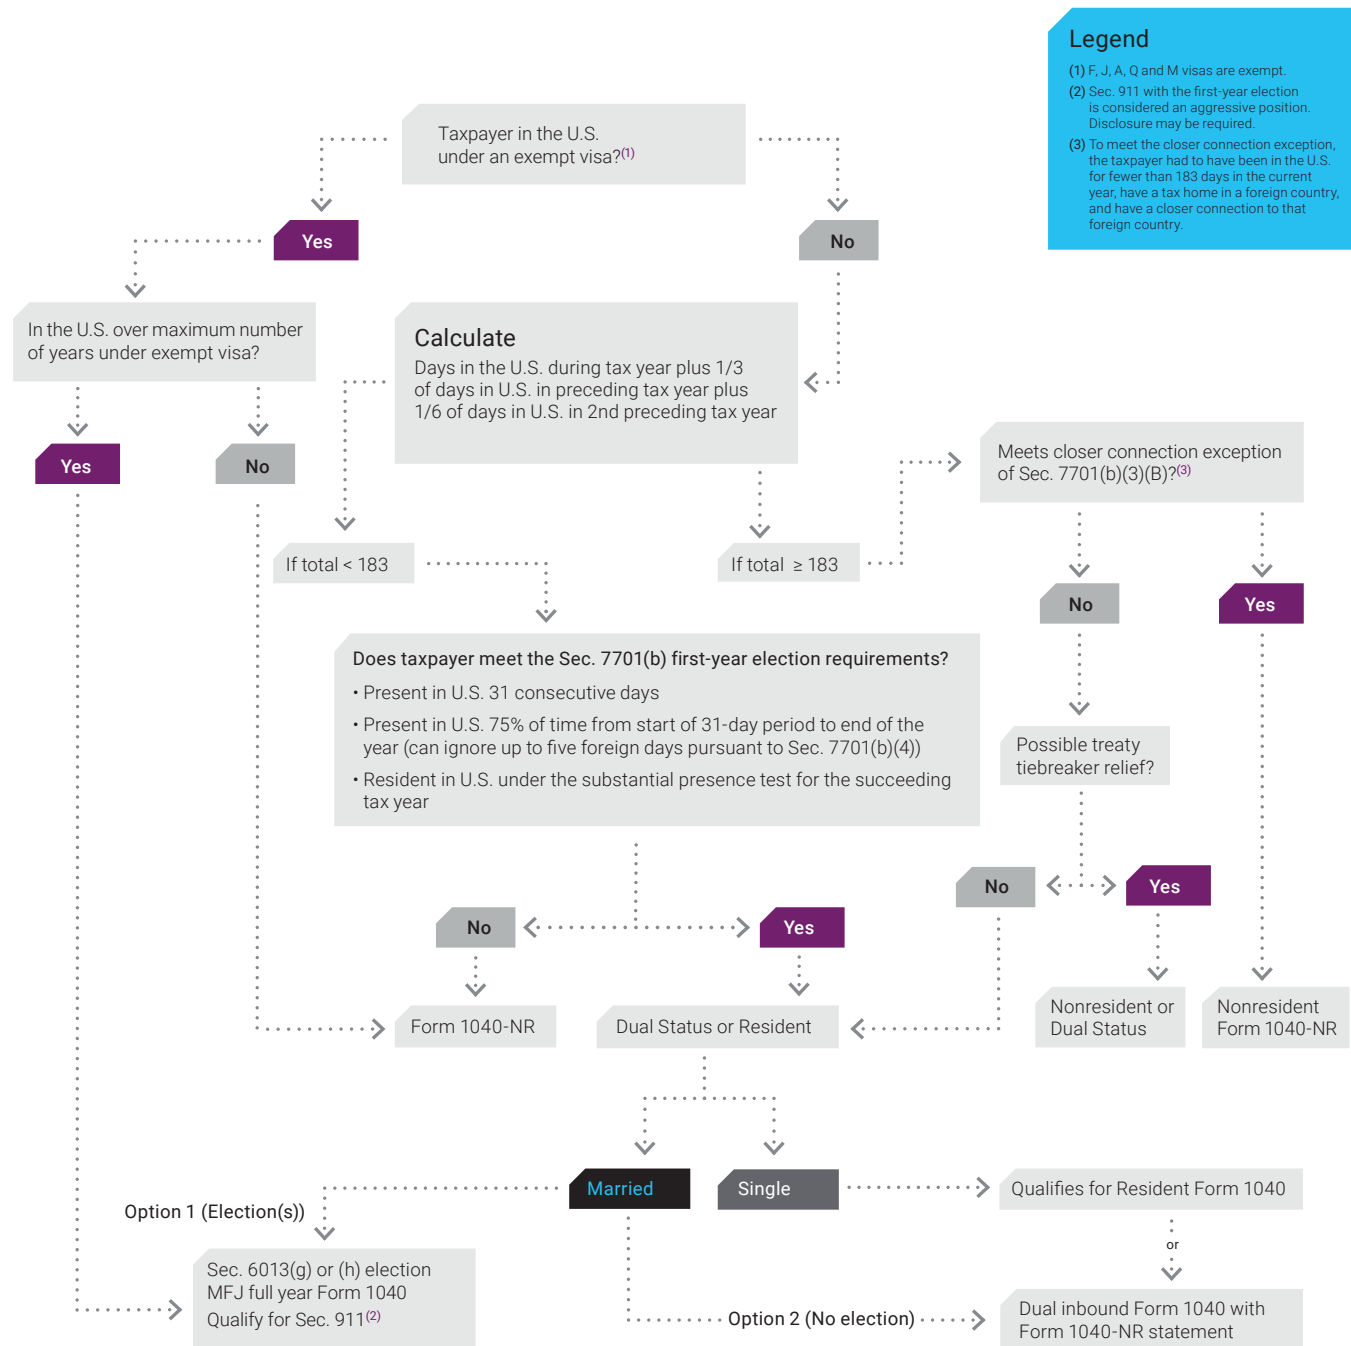 Legend
(1) F, J, A, Q and M visas are exempt.
(2) Sec. 911 with the first-year election
is considered an aggressive position.
Disclosure may be required.
(3) To meet the closer connection exception,
the taxpayer had to have been in the U.S.
for fewer than 183 days in the current
year, have a tax home in a foreign country,
and have a closer connection to that
foreign country.
Taxpayer in the U.S.
under an exempt visa?(1)
Yes
No
In the U.S. over maximum number
of years under exempt visa?
Calculate
Days in the U.S. during tax year plus 1/3
of days in U.S. in preceding tax year plus
1/6 of days in U.S. in 2nd preceding tax year
Yes
No
Meets closer connection exception
of Sec. 7701(b)(3)(B)?(3)
If total < 183
If total ≥ 183
No
Yes
Does taxpayer meet the Sec. 7701(b) first-year election requirements?
• Present in U.S. 31 consecutive days
• Present in U.S. 75% of time from start of 31-day period to end of the
year (can ignore up to five foreign days pursuant to Sec. 7701(b)(4))
• Resident in U.S. under the substantial presence test for the succeeding
tax year
Possible treaty
tiebreaker relief?
No
Yes
No
Yes
Form 1040-NR
Dual Status or Resident
Nonresident or
Dual Status
Nonresident
Form 1040-NR
Married
Single
Qualifies for Resident Form 1040
Option 1 (Election(s))
or
Sec. 6013(g) or (h) election
MFJ full year Form 1040
Qualify for Sec. 911(2)
Option 2 (No election)
Dual inbound Form 1040 with
Form 1040-NR statement